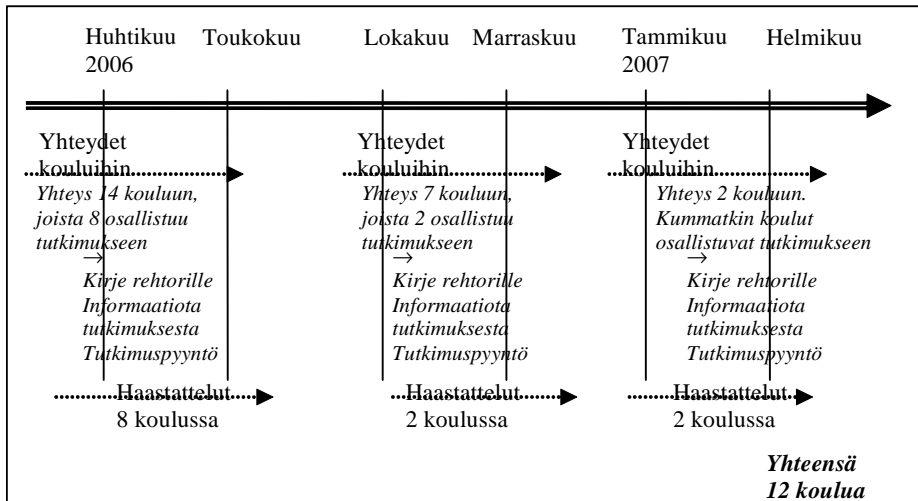 Huhtikuu
2006
Toukokuu
Lokakuu
Marraskuu
Tammikuu
2007
Helmikuu
Yhteydet
kouluihin
Yhteys 14 kouluun,
joista 8 osallistuu
tutkimukseen
→
Kirje rehtorille
Informaatiota
tutkimuksesta
Tutkimuspyyntö
Haastattelut
8 koulussa
Yhteydet
kouluihin
Yhteys 7 kouluun,
joista 2 osallistuu
tutkimukseen
→
Kirje rehtorille
Informaatiota
tutkimuksesta
Tutkimuspyyntö
Haastattelut
2 koulussa
Yhteydet
kouluihin
Yhteys 2 kouluun.
Kummatkin koulut
osallistuvat tutkimukseen
→
Kirje rehtorille
Informaatiota
tutkimuksesta
Tutkimuspyyntö
Haastattelut
2 koulussa
Yhteensä
12 koulua